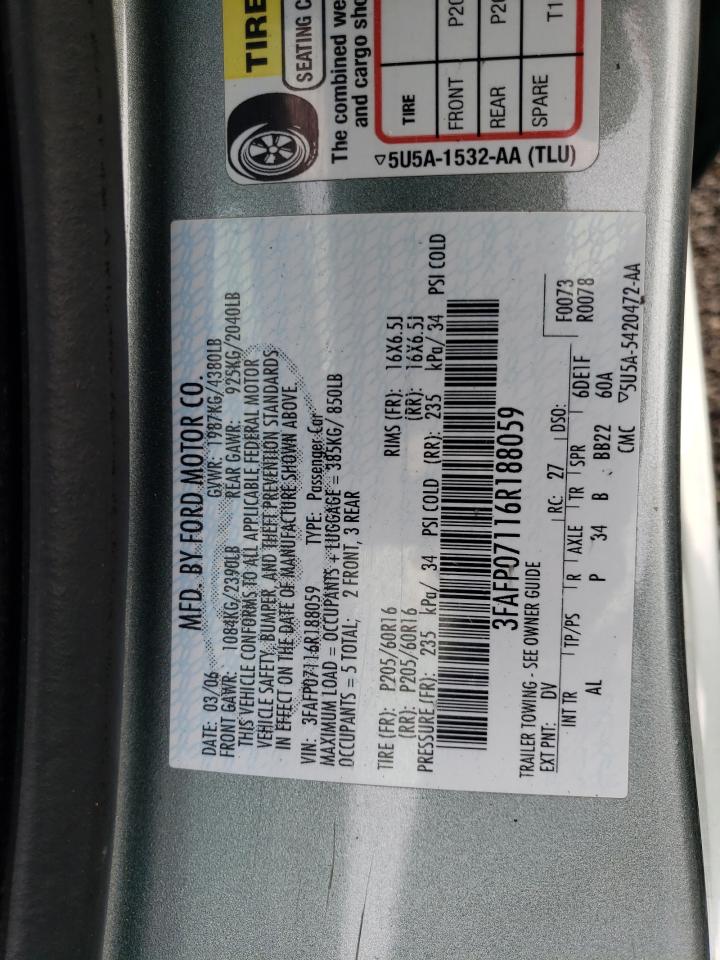 TIRE
SEATING C
The combined we
and cargo sho
TIRE
FRONT P20
REAR P20
SPARE T1
5U5A-1532-AA (TLU)
MFD. BY FORD MOTOR CO.
DATE: 03/06 GVWR: 1987KG/4380LB
FRONT GAWR: 1084KG/2390LB REAR GAWR: 925KG/2040LB
THIS VEHICLE CONFORMS TO ALL APPLICABLE FEDERAL MOTOR
VEHICLE SAFETY, BUMPER, AND THEFT PREVENTION STANDARDS
IN EFFECT ON THE DATE OF MANUFACTURE SHOWN ABOVE.
VIN: 3FAFP07116R188059 TYPE: Passenger Car
MAXIMUM LOAD = OCCUPANTS + LUGGAGE = 385KG/ 850LB
OCCUPANTS = 5 TOTAL; 2 FRONT, 3 REAR
TIRE (FR): P205/60R16 RIMS (FR): 16X6.5J
(RR): P205/60R16 (RR): 16X6.5J
PRESSURE (FR): 235 kPa/ 34 PSI COLD (RR): 235 kPa/ 34 PSI COLD
3FAFP07116R188059
TRAILER TOWING - SEE OWNER GUIDE
EXT PNT: DV RC: 27 DSO: F0073
R0078
INT TR TP/PS R AXLE TR SPR 6DE1F
AL P 34 B BB22 60A
CMC 5U5A-5420472-AA